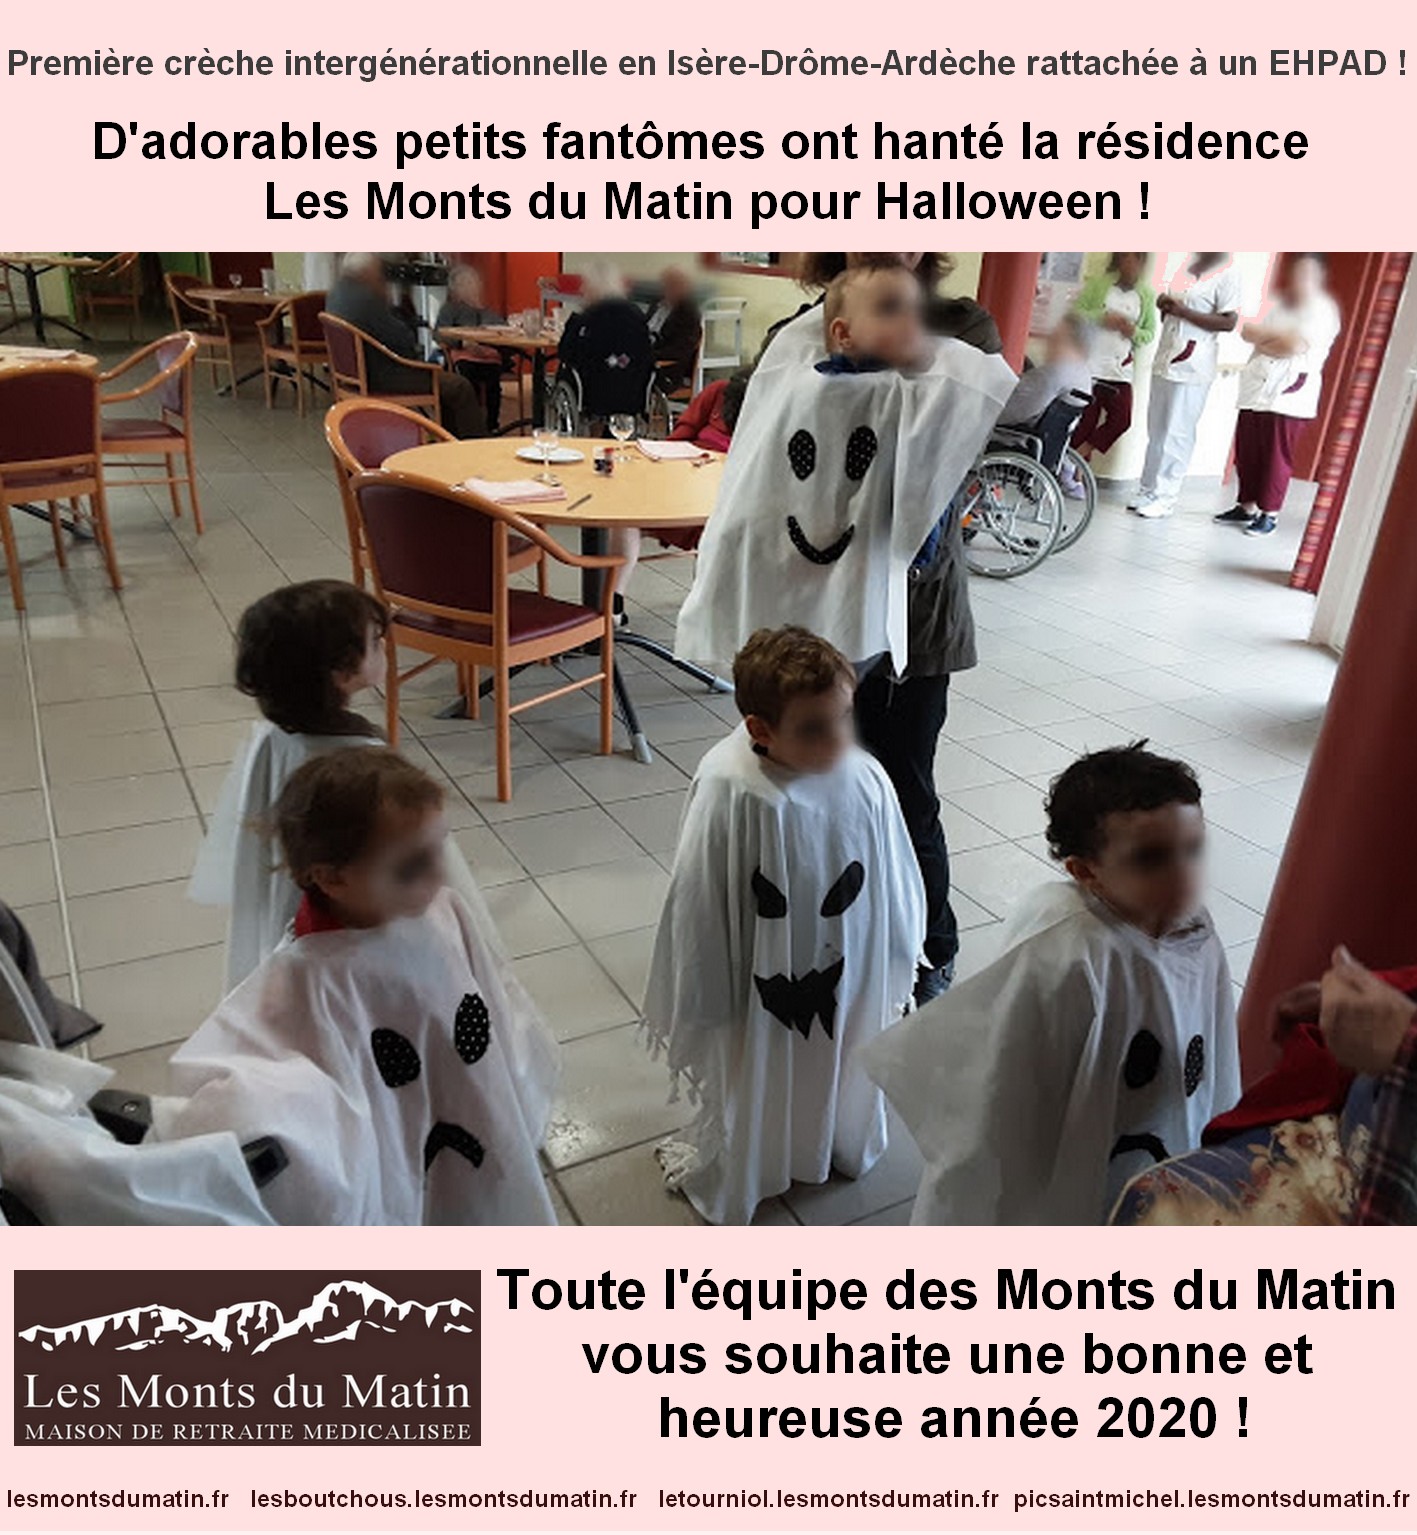 Première crèche intergénérationnelle en Isère-Drôme-Ardèche rattachée à un EHPAD !
D'adorables petits fantômes ont hanté la résidence
Les Monts du Matin pour Halloween !
Toute l'équipe des Monts du Matin
vous souhaite une bonne et
heureuse année 2020 !
Les Monts du Matin
MAISON DE RETRAITE MEDICALISEE
lesmontsdumatin.fr lesboutchous.lesmontsdumatin.fr letourniol.lesmontsdumatin.fr picsaintmichel.lesmontsdumatin.fr